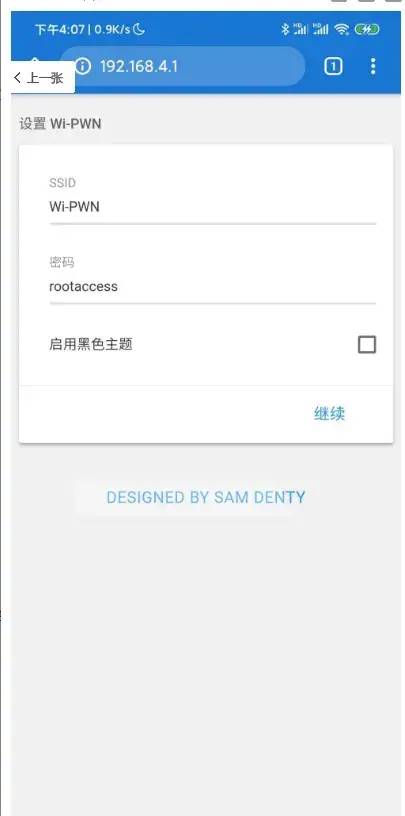 下午4:07 | 0.9K/s
192.168.4.1
1
上一张
设置 Wi-PWN
SSID
Wi-PWN
密码
rootaccess
启用黑色主题
继续
DESIGNED BY SAM DENTY